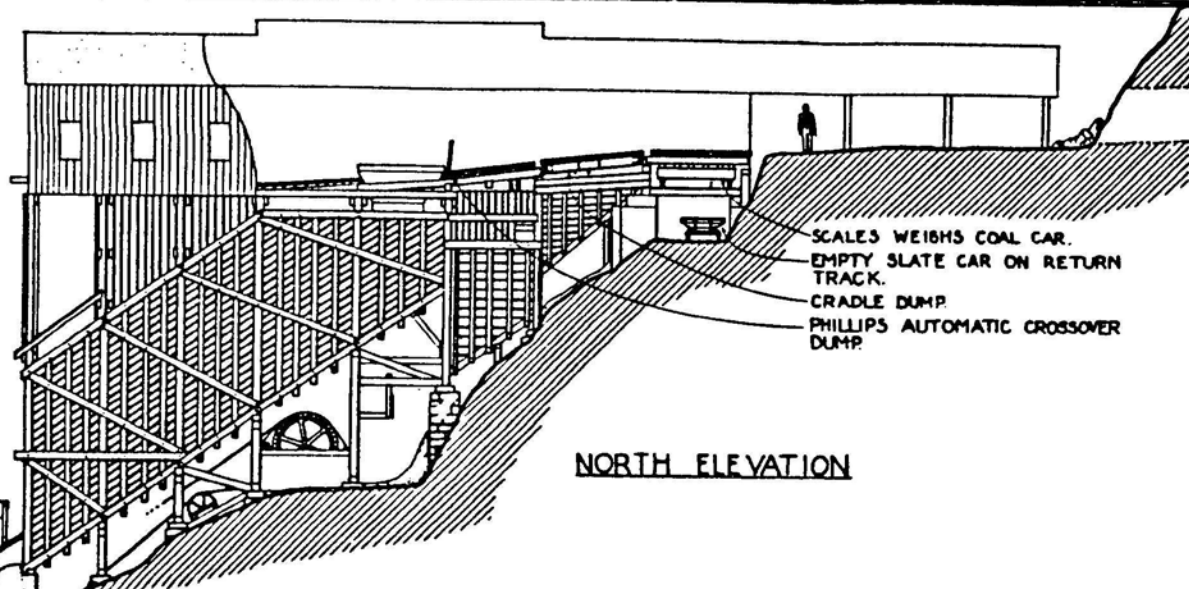 SCALES WEIGHS COAL CAR.
EMPTY SLATE CAR ON RETURN
TRACK.
CRADLE DUMP.
PHILLIPS AUTOMATIC CROSSOVER
DUMP.
NORTH ELEVATION